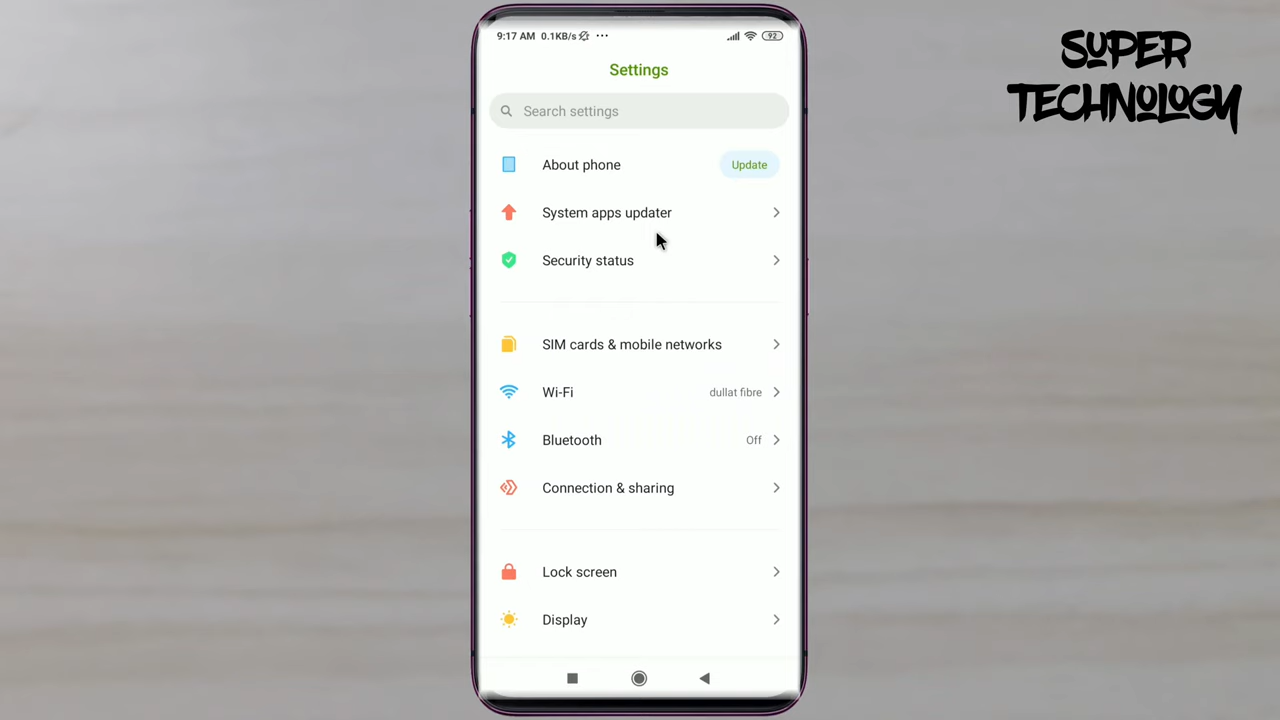 9:17 AM 0.1KB/s ... 92
SUPER
TECHNOLOGY
Settings
Search settings
About phone Update
System apps updater
Security status
SIM cards & mobile networks
Wi-Fi dullat fibre
Bluetooth Off
Connection & sharing
Lock screen
Display